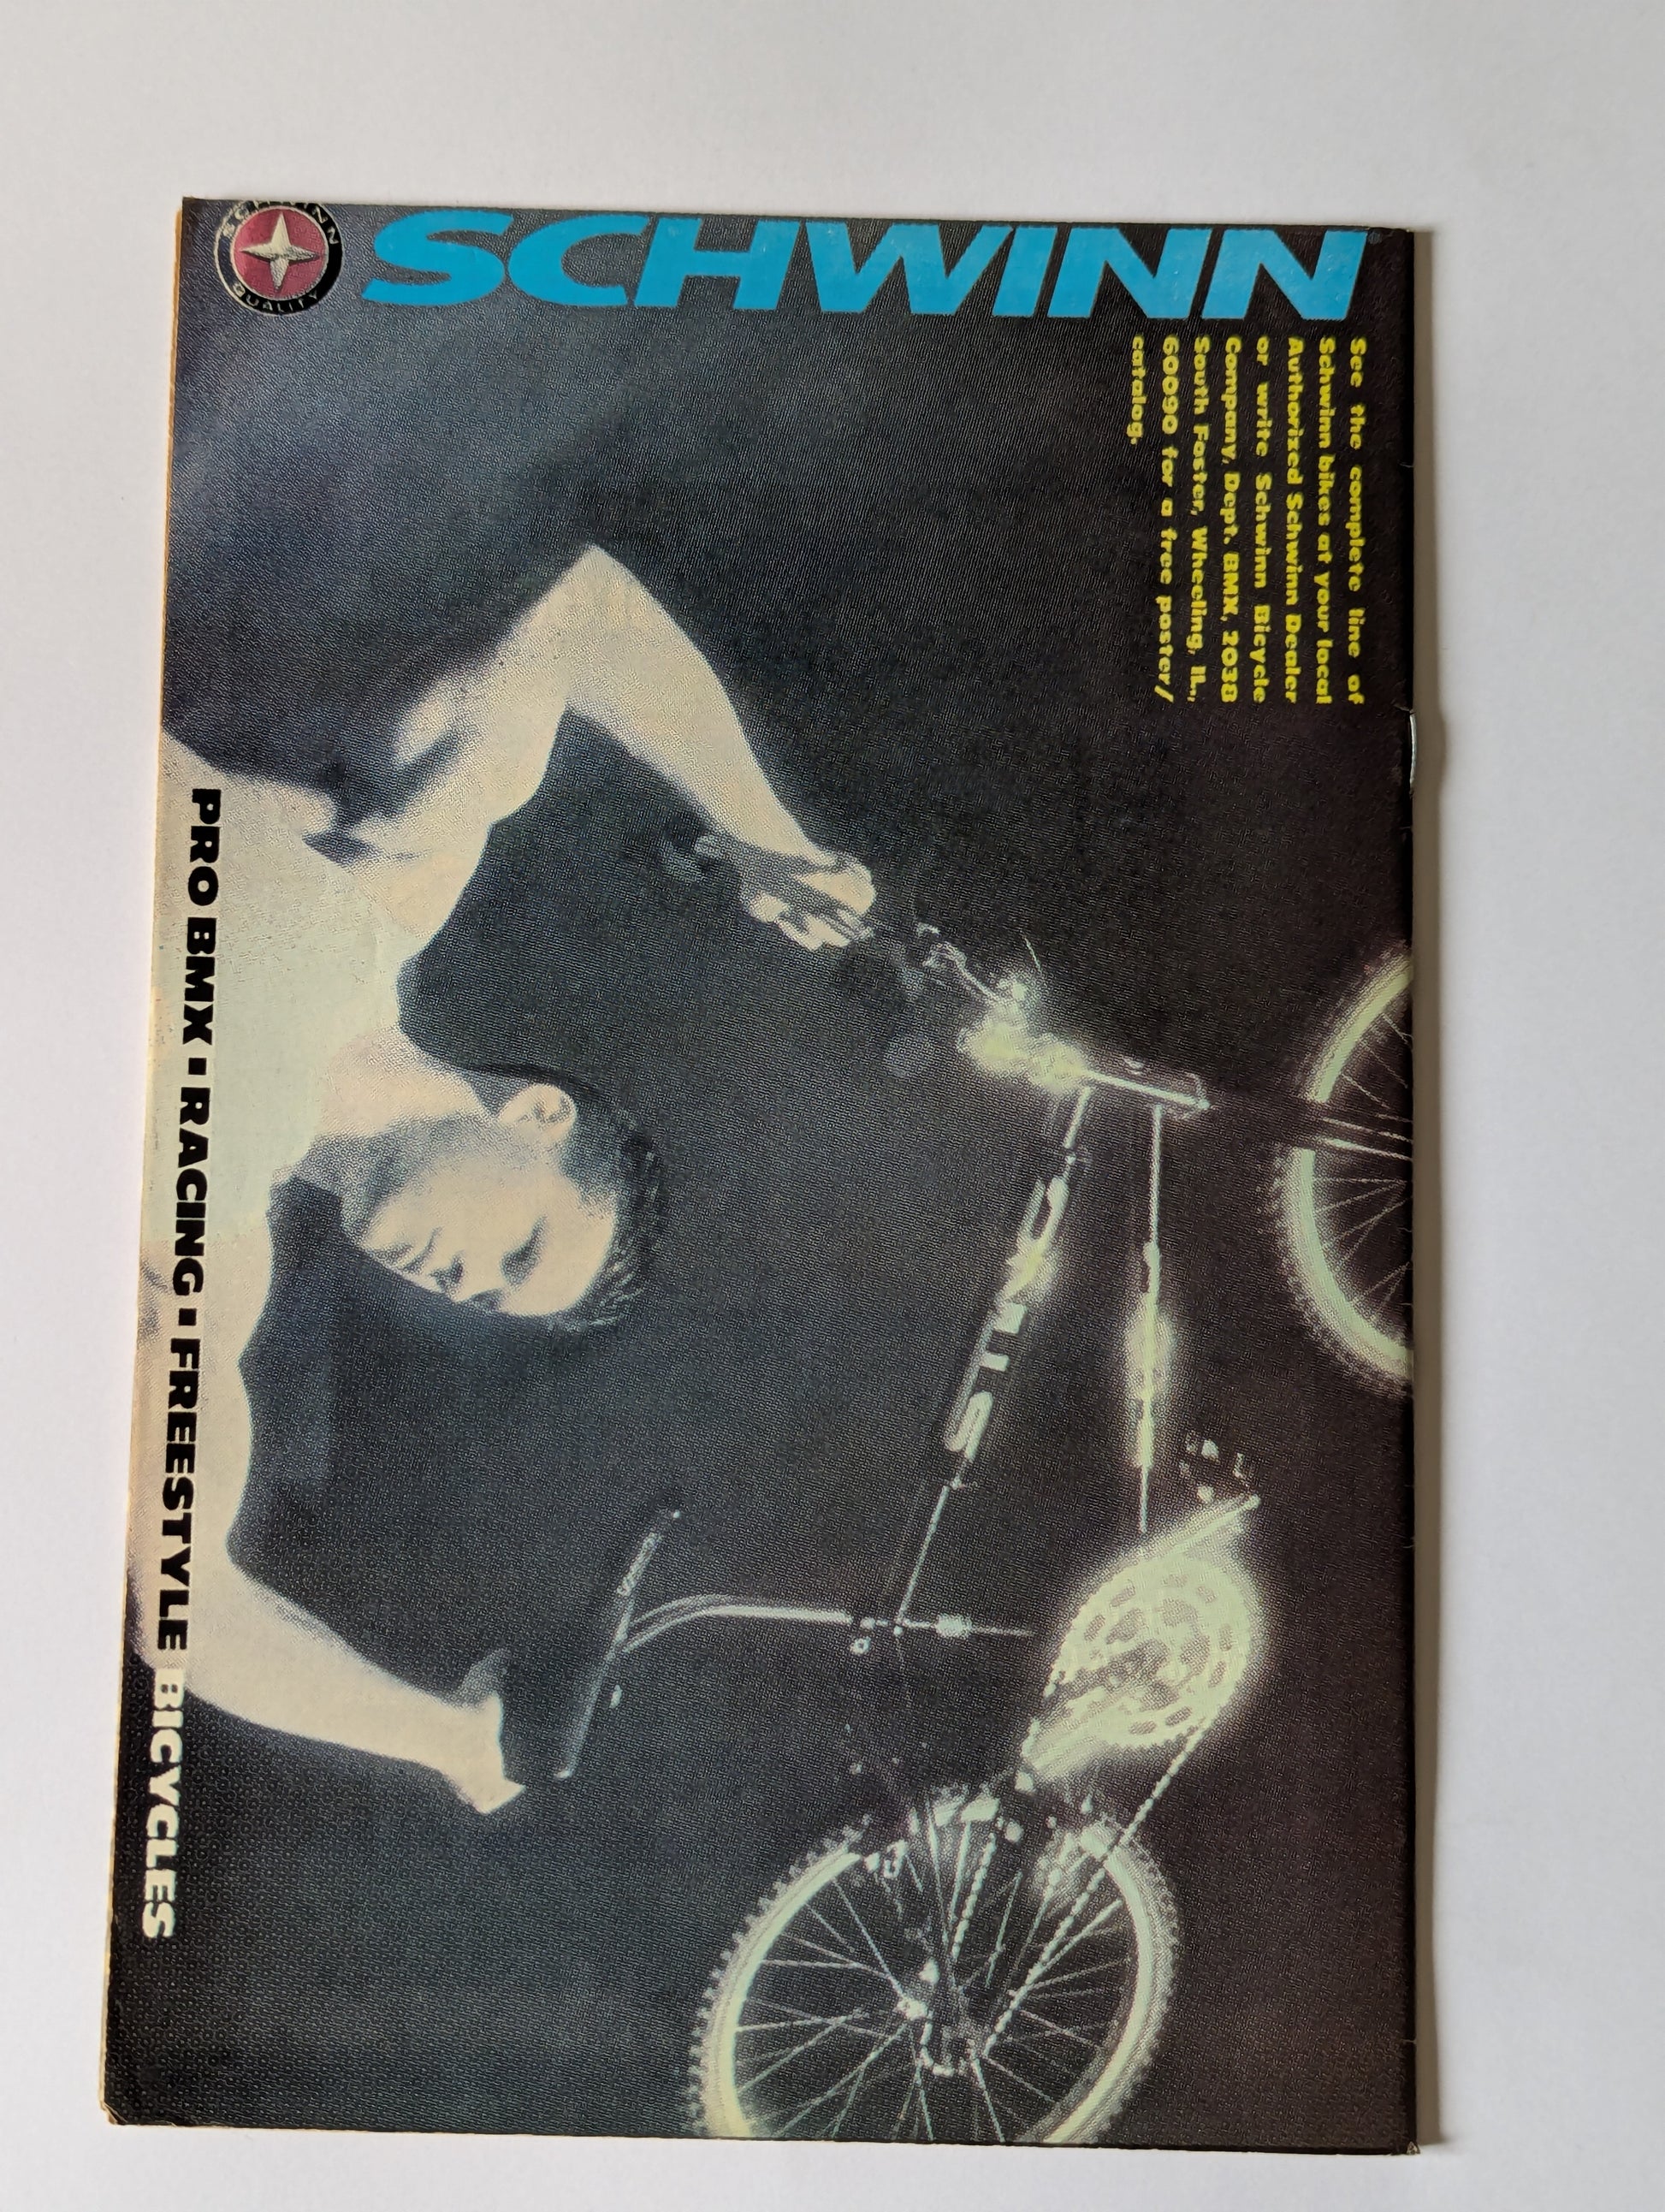 SCHWINN
QUALITY
SCHWINN
See the complete line of
Schwinn bikes at your local
Authorized Schwinn Dealer
or write Schwinn Bicycle
Company, Dept. BMX, 2038
South Foster, Wheeling, IL.,
60090 for a free poster/
catalog.
STING
PRO BMX ▪ RACING ▪ FREESTYLE BICYCLES